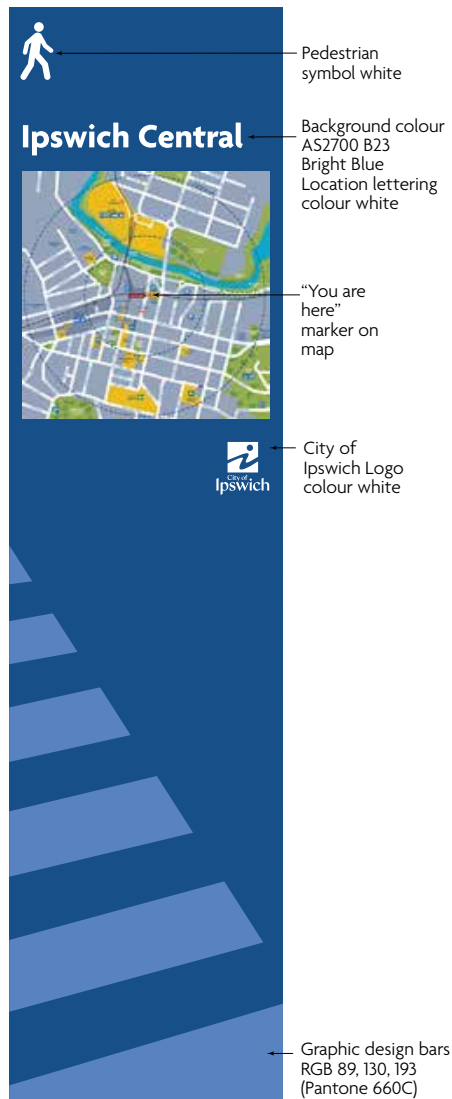 Pedestrian
symbol white
Ipswich Central
Background colour
AS2700 B23
Bright Blue
Location lettering
colour white
“You are
here”
marker on
map
City of
Ipswich Logo
colour white
City of
Ipswich
Graphic design bars
RGB 89, 130, 193
(Pantone 660C)